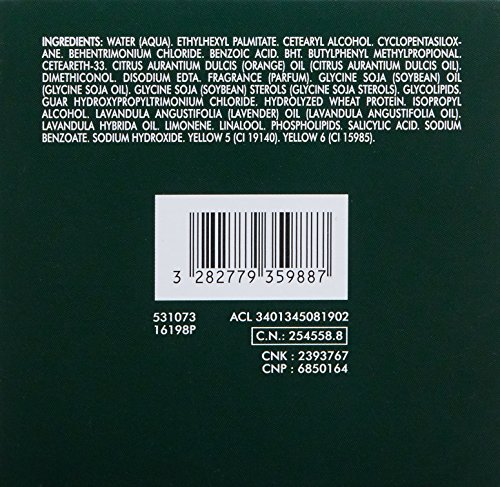 INGREDIENTS: WATER (AQUA). ETHYLHEXYL PALMITATE. CETEARYL ALCOHOL. CYCLOPENTASILOX-
ANE. BEHENTRIMONIUM CHLORIDE. BENZOIC ACID. BHT. BUTYLPHENYL METHYLPROPIONAL.
CETEARETH-33. CITRUS AURANTIUM DULCIS (ORANGE) OIL (CITRUS AURANTIUM DULCIS OIL).
DIMETHICONOL. DISODIUM EDTA. FRAGRANCE (PARFUM). GLYCINE SOJA (SOYBEAN) OIL
(GLYCINE SOJA OIL). GLYCINE SOJA (SOYBEAN) STEROLS (GLYCINE SOJA STEROLS). GLYCOLIPIDS.
GUAR HYDROXYPROPYLTRIMONIUM CHLORIDE. HYDROLYZED WHEAT PROTEIN. ISOPROPYL
ALCOHOL. LAVANDULA ANGUSTIFOLIA (LAVENDER) OIL (LAVANDULA ANGUSTIFOLIA OIL).
LAVANDULA HYBRIDA OIL. LIMONENE. LINALOOL. PHOSPHOLIPIDS. SALICYLIC ACID. SODIUM
BENZOATE. SODIUM HYDROXIDE. YELLOW 5 (CI 19140). YELLOW 6 (CI 15985).
3 282779 359887
531073 ACL 3401345081902
16198P C.N.: 254558.8
CNK : 2393767
CNP : 6850164